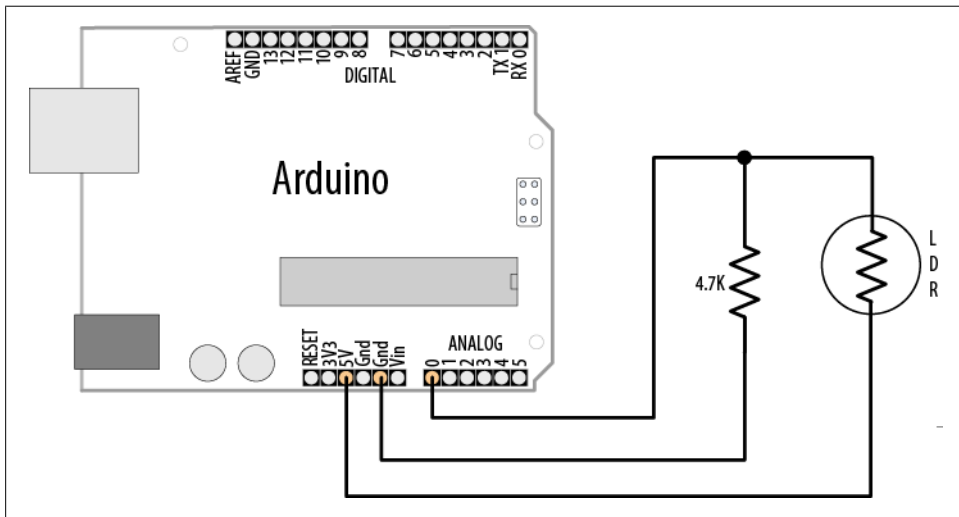 AREF
GND
13
12
11
10
9
8
7
6
5
4
3
2
TX 1
RX 0
DIGITAL
Arduino
L
D
R
4.7K
ANALOG
RESET
3V3
5V
Gnd
Gnd
Vin
0
1
2
3
4
5